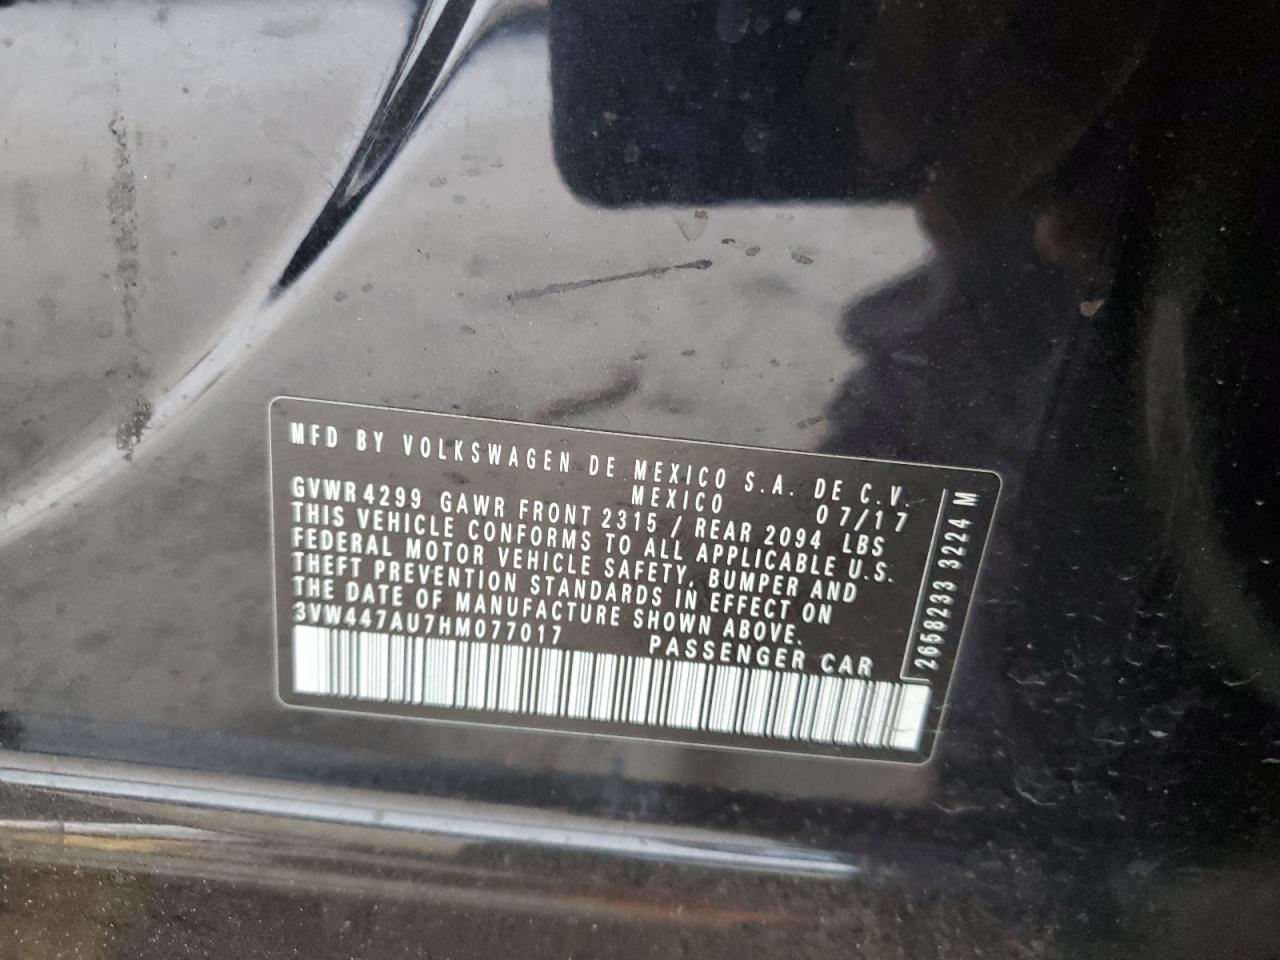 MFD BY VOLKSWAGEN DE MEXICO S.A. DE C.V.
MEXICO 07/17
GVWR 4299 GAWR FRONT 2315 / REAR 2094 LBS
THIS VEHICLE CONFORMS TO ALL APPLICABLE U.S.
FEDERAL MOTOR VEHICLE SAFETY, BUMPER AND
THEFT PREVENTION STANDARDS IN EFFECT ON
THE DATE OF MANUFACTURE SHOWN ABOVE.
3VW447AU7HM077017 PASSENGER CAR
2658233 3224 M